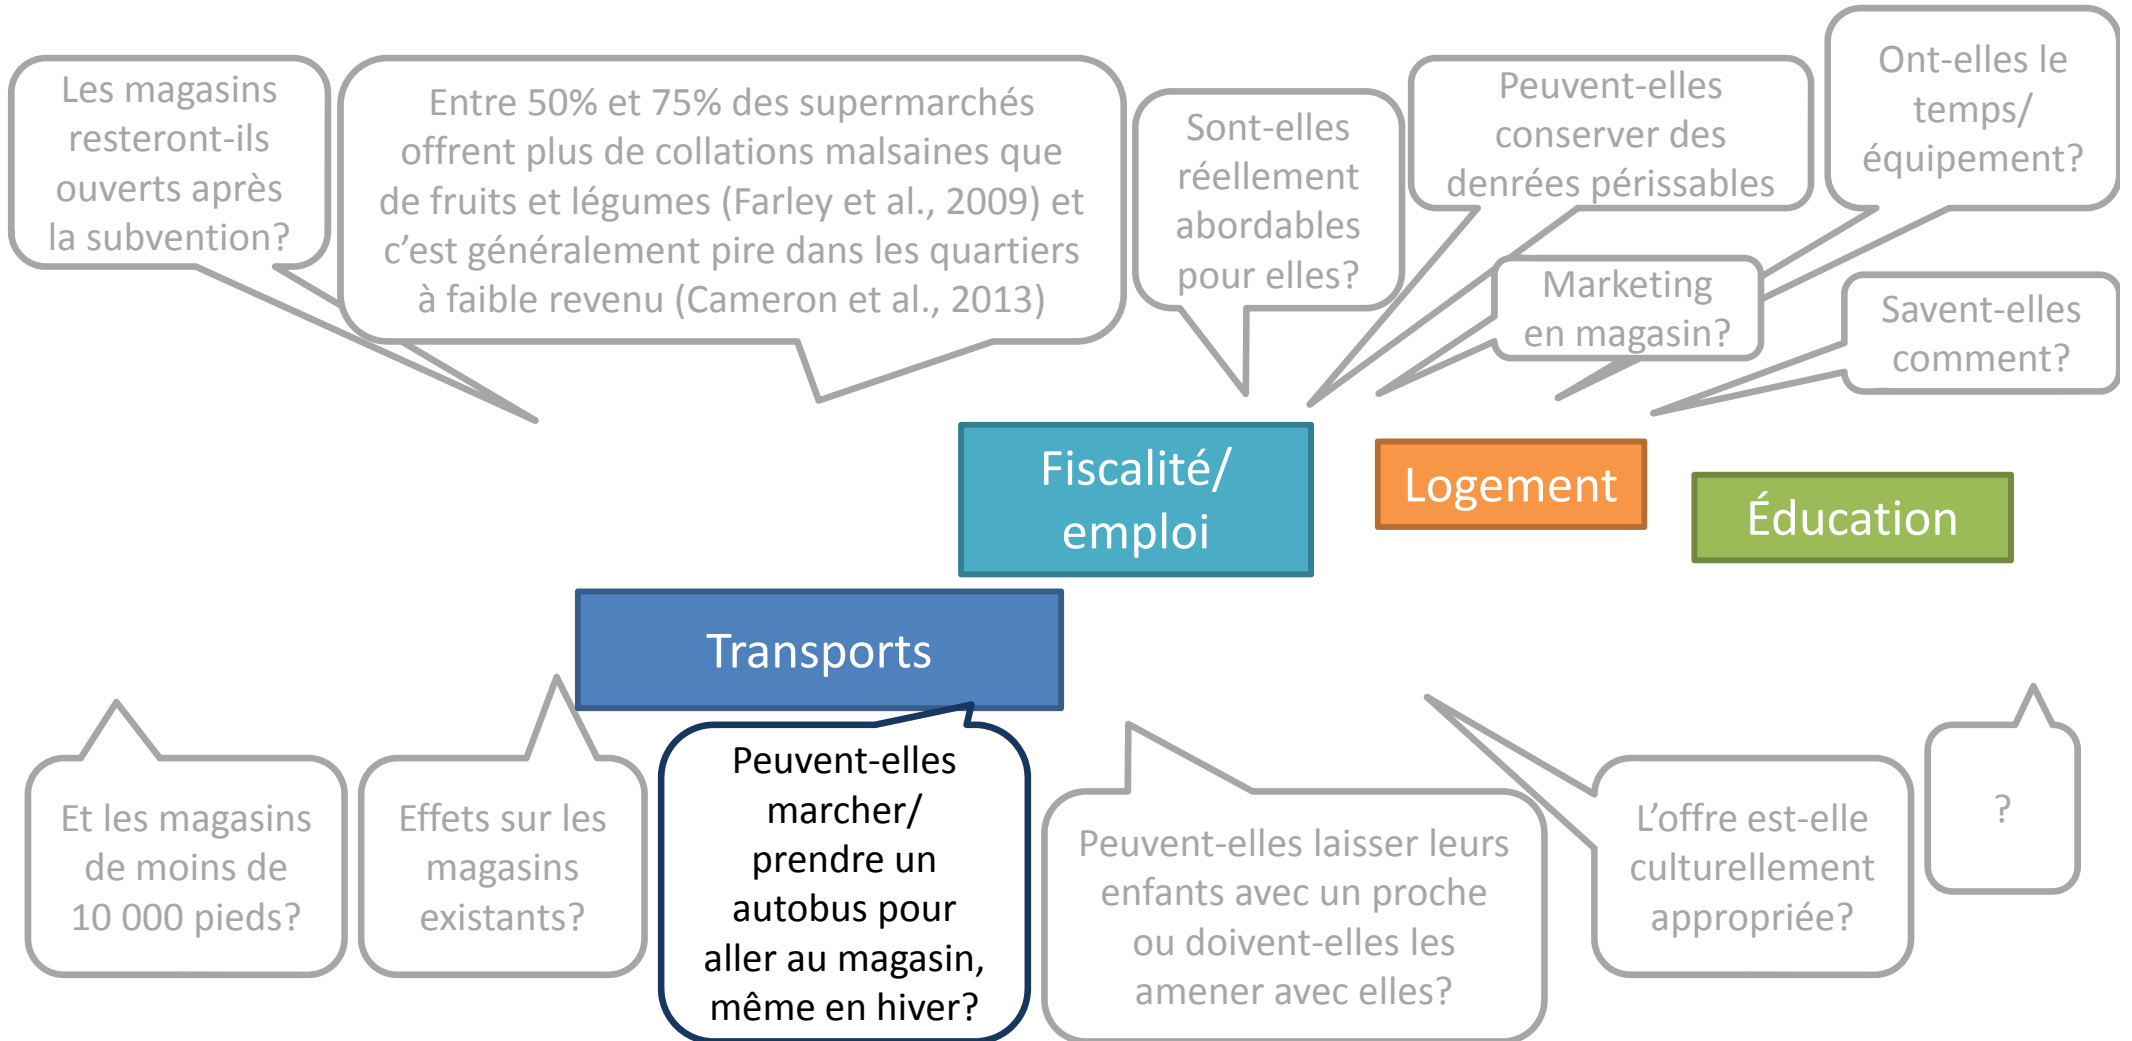 Les magasins
resteront-ils
ouverts après
la subvention?
Entre 50% et 75% des supermarchés
offrent plus de collations malsaines que
de fruits et légumes (Farley et al., 2009) et
c’est généralement pire dans les quartiers
à faible revenu (Cameron et al., 2013)
Sont-elles
réellement
abordables
pour elles?
Peuvent-elles
conserver des
denrées périssables
Ont-elles le
temps/
équipement?
Marketing
en magasin?
Savent-elles
comment?
Fiscalité/
emploi
Logement
Éducation
Transports
Et les magasins
de moins de
10 000 pieds?
Effets sur les
magasins
existants?
Peuvent-elles
marcher/
prendre un
autobus pour
aller au magasin,
même en hiver?
Peuvent-elles laisser leurs
enfants avec un proche
ou doivent-elles les
amener avec elles?
L’offre est-elle
culturellement
appropriée?
?